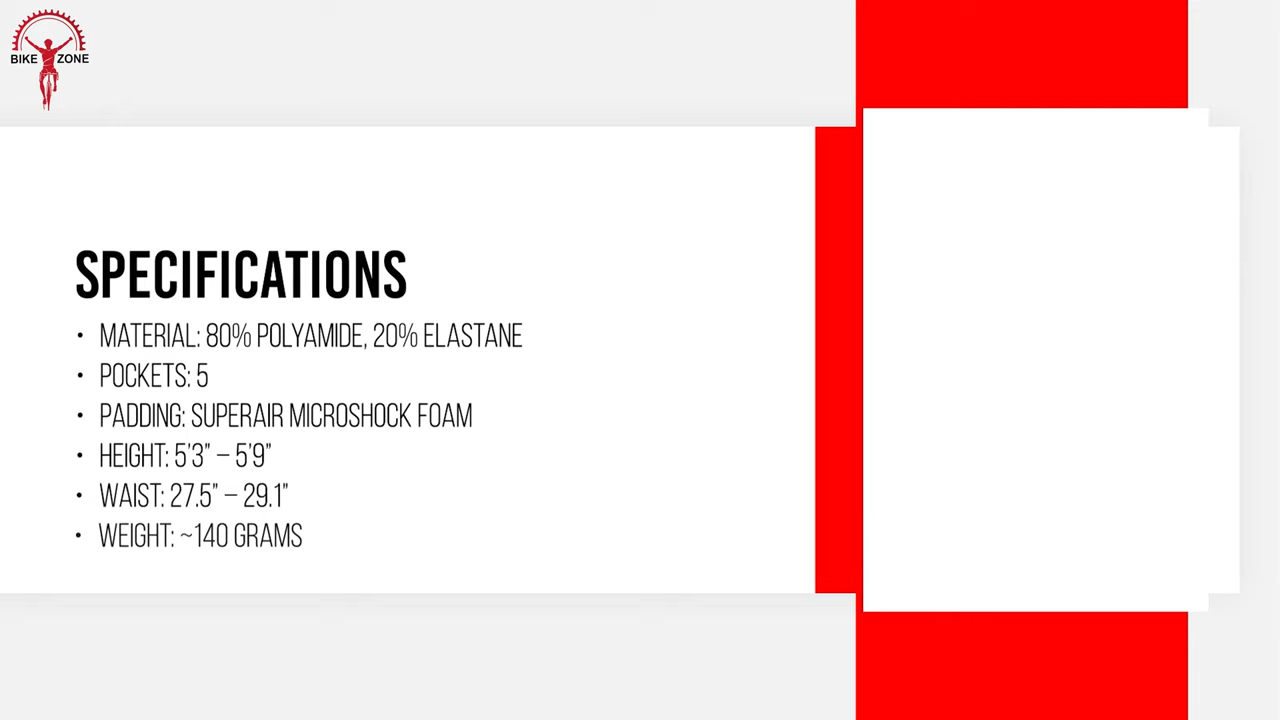 BIKE ZONE
SPECIFICATIONS
• MATERIAL: 80% POLYAMIDE, 20% ELASTANE
• POCKETS: 5
• PADDING: SUPERAIR MICROSHOCK FOAM
• HEIGHT: 5'3" – 5'9"
• WAIST: 27.5" – 29.1"
• WEIGHT: ~140 GRAMS